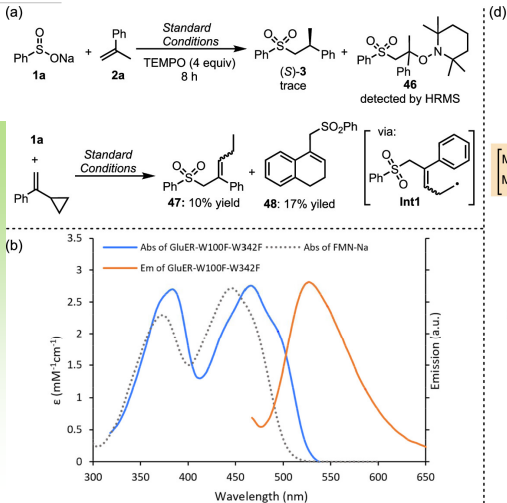 (a)
(d)
Standard
Conditions
TEMPO (4 equiv)
8 h
O
S
Ph ONa
1a
+
Ph
2a
O O
S
Ph Ph
(S)-3
trace
+
O O
S
Ph O N
Ph
46
detected by HRMS
1a
+
Ph
Standard
Conditions
O O
S
Ph Ph
47: 10% yield
+
SO2Ph
48: 17% yiled
via:
O O
S
Ph
Int1
M
M
(b)
Abs of GluER-W100F-W342F
Abs of FMN-Na
Em of GluER-W100F-W342F
ε (mM-1cm-1)
3.5
3
2.5
2
1.5
1
0.5
0
300 350 400 450 500 550 600 650
Wavelength (nm)
Emission (a.u.)